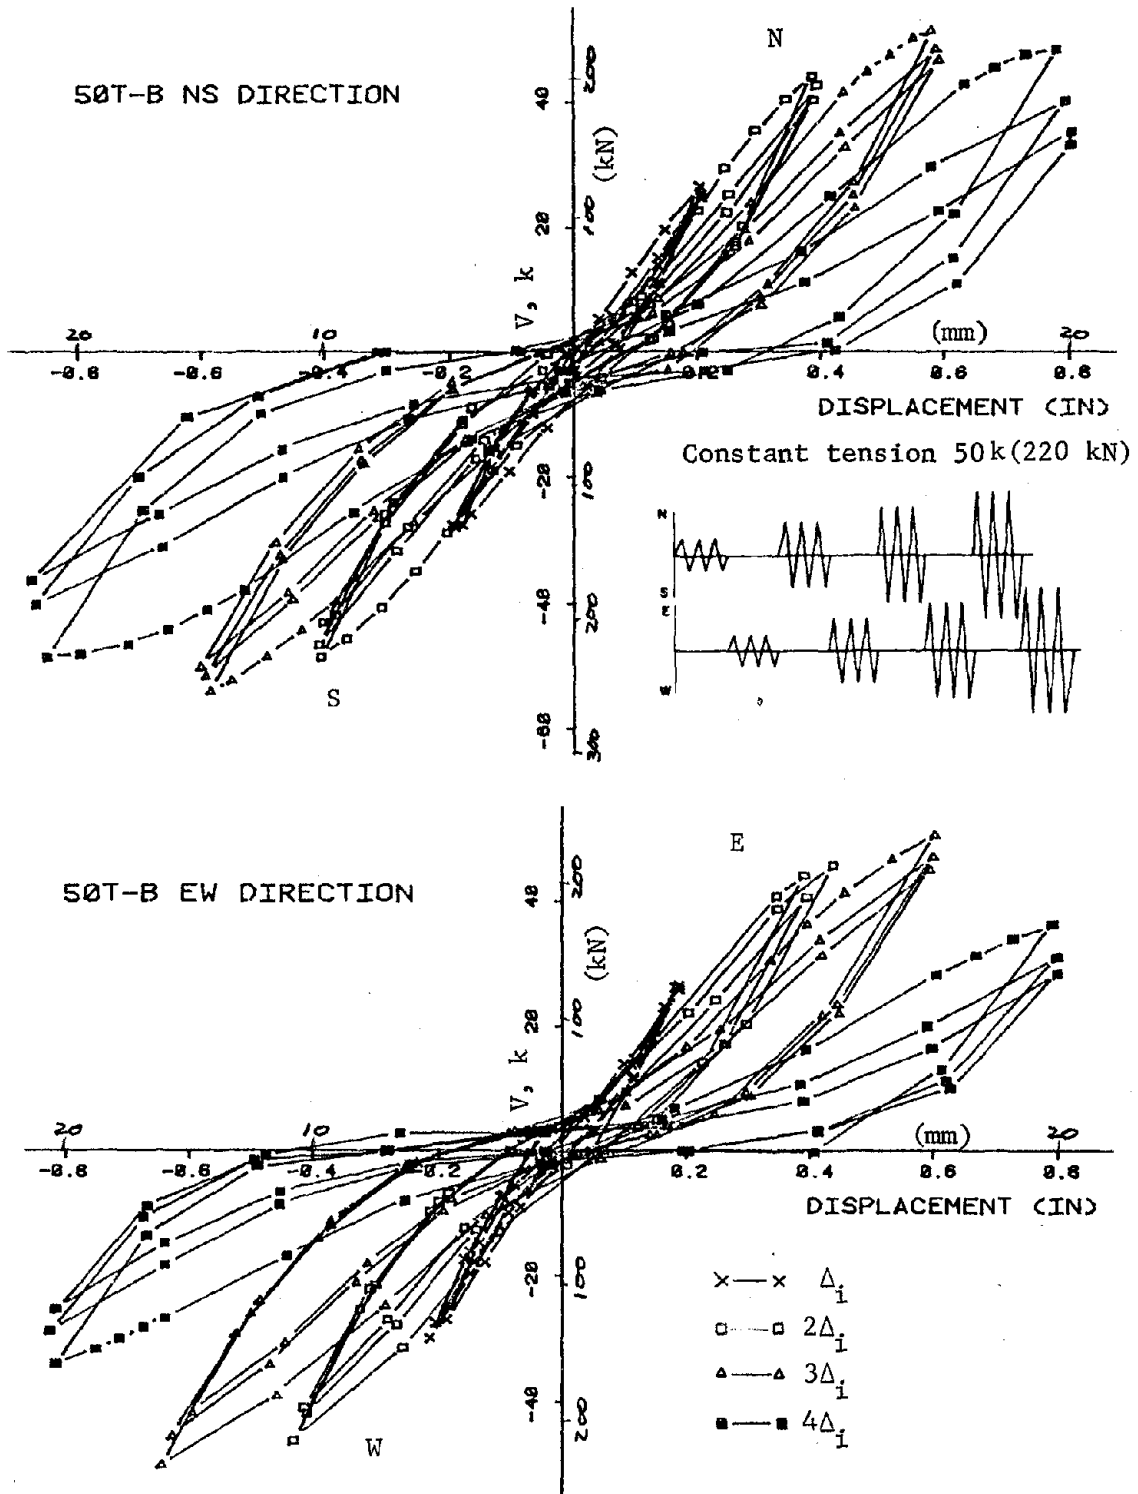 N
50T-B NS DIRECTION
200
40
(kN)
20
100
V, k
20
10
(mm)
20
-0.8
-0.6
-0.4
-0.2
0.2
0.4
0.6
0.8
DISPLACEMENT (IN)
Constant tension 50k(220 kN)
-20
100
N
S
E
W
-40
200
S
-60
300
E
50T-B EW DIRECTION
200
40
(kN)
20
100
V, k
20
10
(mm)
20
-0.8
-0.6
-0.4
-0.2
0.2
0.4
0.6
0.8
DISPLACEMENT (IN)
-20
100
Δi
2Δi
3Δi
4Δi
-40
200
W